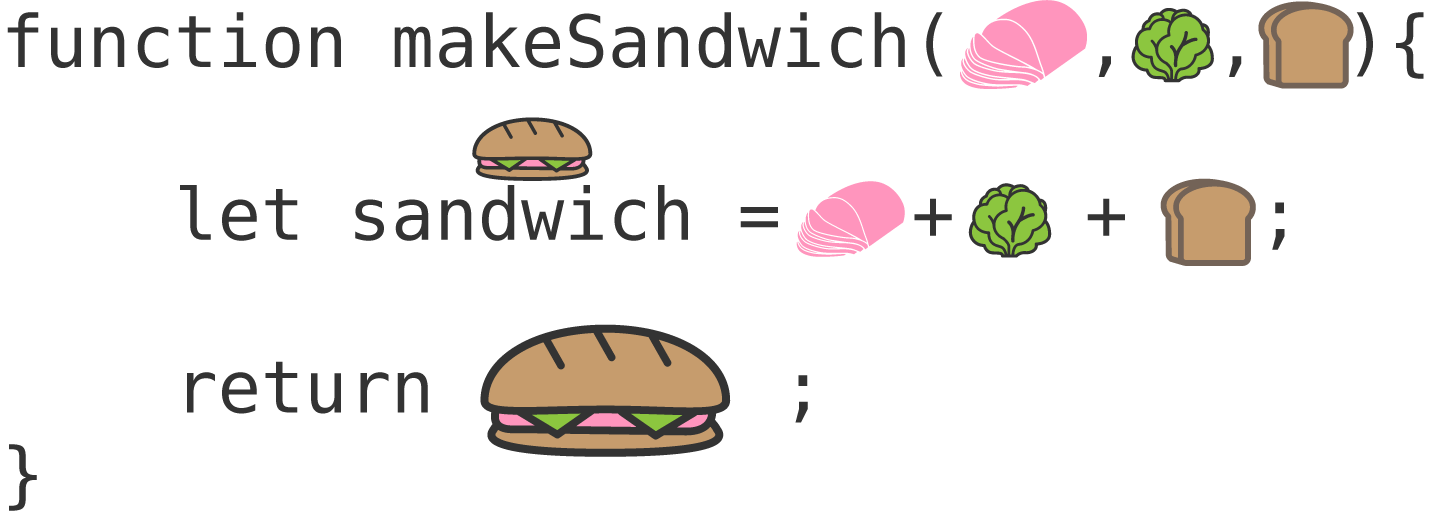 function makeSandwich( , , ){
let sandwich = + + ;
return ;
}